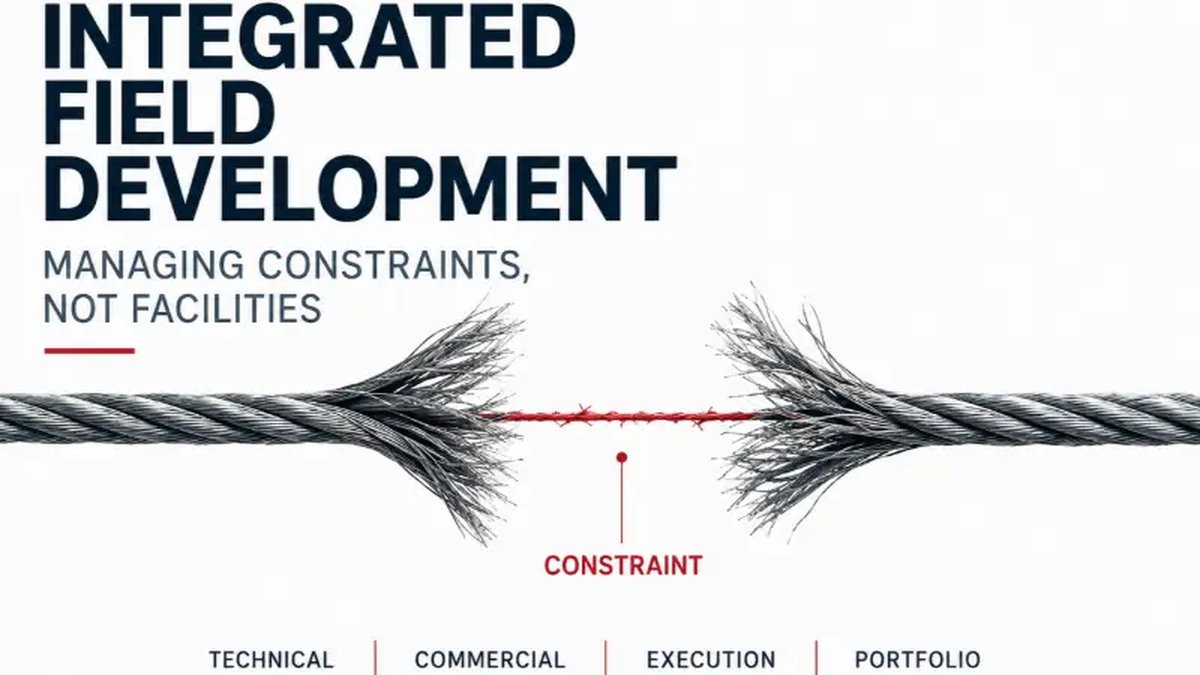 INTEGRATED
FIELD
DEVELOPMENT
MANAGING CONSTRAINTS,
NOT FACILITIES
CONSTRAINT
TECHNICAL | COMMERCIAL | EXECUTION | PORTFOLIO